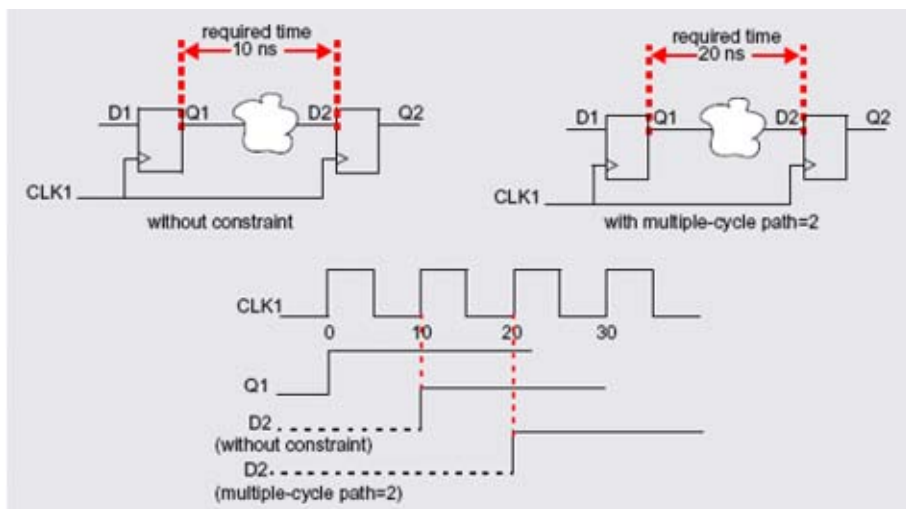 required time
10 ns
D1
Q1
D2
Q2
CLK1
without constraint
required time
20 ns
D1
Q1
D2
Q2
CLK1
with multiple-cycle path=2
CLK1
0
10
20
30
Q1
D2
(without constraint)
D2
(multiple-cycle path=2)